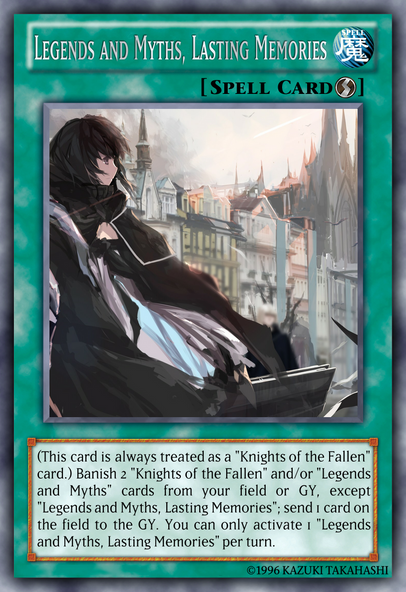 Legends and Myths, Lasting Memories
SPELL
魔
[Spell Card]
(This card is always treated as a "Knights of the Fallen"
card.) Banish 2 "Knights of the Fallen" and/or "Legends
and Myths" cards from your field or GY, except
"Legends and Myths, Lasting Memories"; send 1 card on
the field to the GY. You can only activate 1 "Legends
and Myths, Lasting Memories" per turn.
©1996 KAZUKI TAKAHASHI